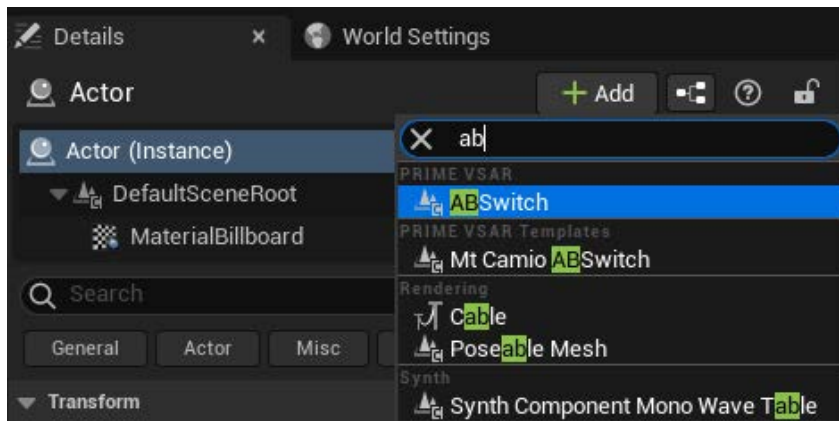 Details
World Settings
Actor
+ Add
Actor (Instance)
ab
PRIME VSAR
DefaultSceneRoot
ABSwitch
PRIME VSAR Templates
MaterialBillboard
Mt Camio ABSwitch
Rendering
Search
Cable
General
Actor
Misc
Poseable Mesh
Synth
Transform
Synth Component Mono Wave Table